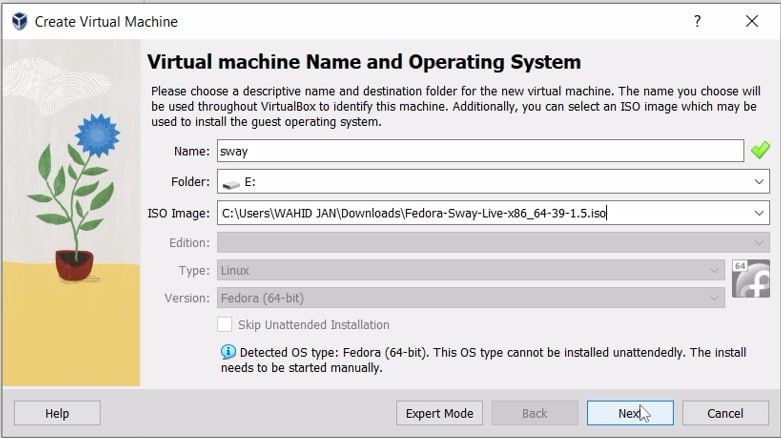 Create Virtual Machine
?
Virtual machine Name and Operating System
Please choose a descriptive name and destination folder for the new virtual machine. The name you choose will
be used throughout VirtualBox to identify this machine. Additionally, you can select an ISO image which may be
used to install the guest operating system.
Name: sway
Folder: E:
ISO Image: C:\Users\WAHID JAN\Downloads\Fedora-Sway-Live-x86_64-39-1.5.iso
Edition:
Type: Linux
64
Version: Fedora (64-bit)
Skip Unattended Installation
Detected OS type: Fedora (64-bit). This OS type cannot be installed unattendedly. The install
needs to be started manually.
Help Expert Mode Back Next Cancel